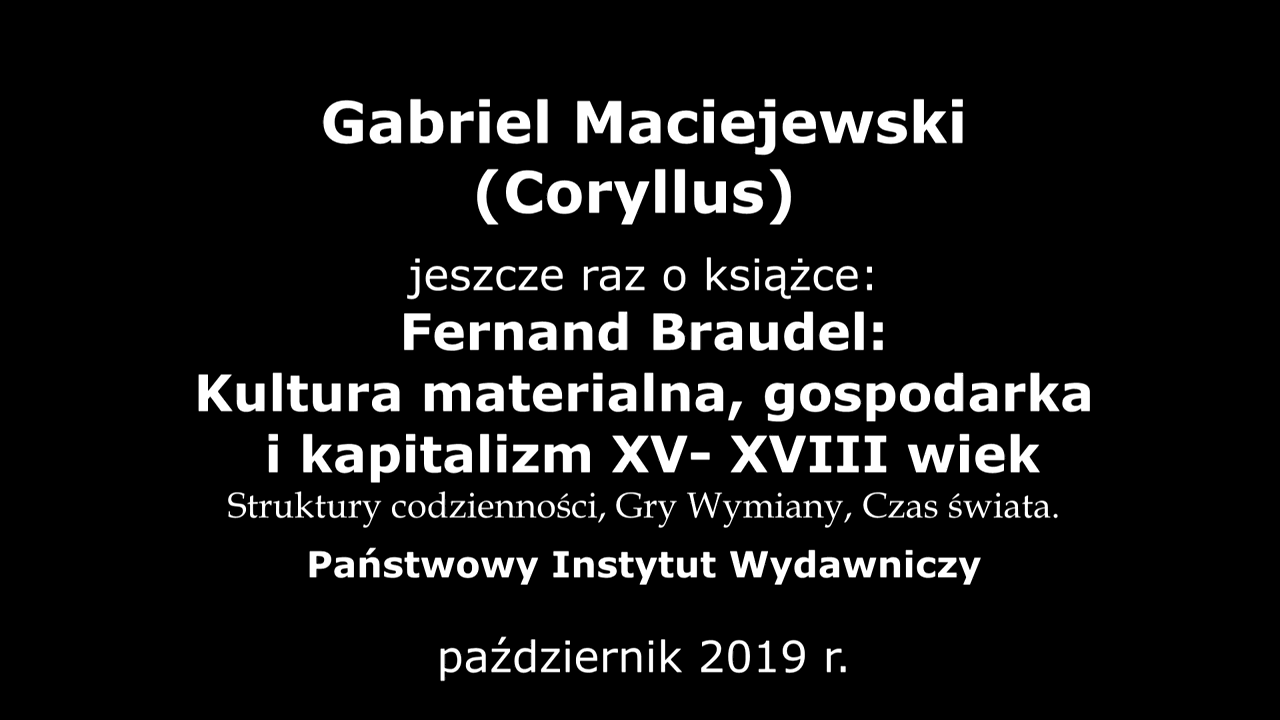 Gabriel Maciejewski
(Coryllus)
jeszcze raz o książce:
Fernand Braudel:
Kultura materialna, gospodarka
i kapitalizm XV- XVIII wiek
Struktury codzienności, Gry Wymiany, Czas świata.
Państwowy Instytut Wydawniczy
październik 2019 r.